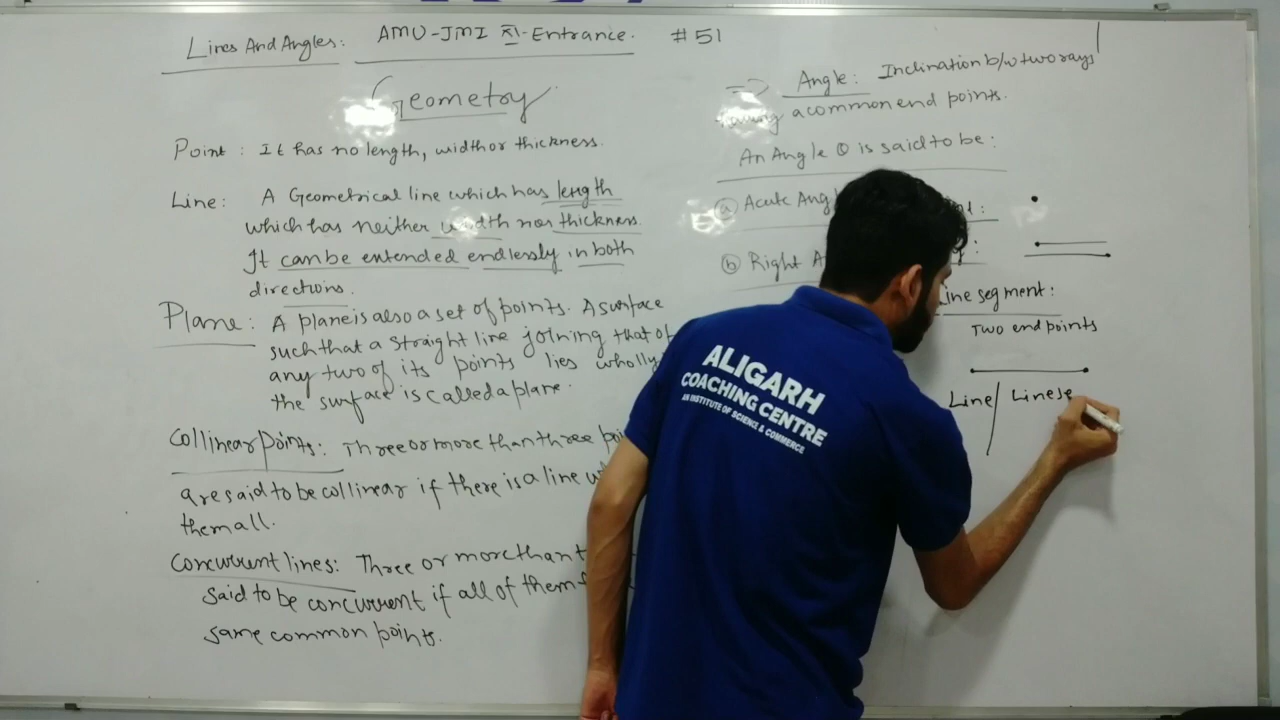 Lines And Angles: AMU-JMI XI-Entrance. #51
Geometry
Point: It has no length, width or thickness.
Line: A Geometrical line which has length
which has neither width nor thickness.
It can be extended endlessly in both
directions.
Plane: A plane is also a set of points. A surface
such that a straight line joining that of
any two of its points lies wholly
the surface is called a plane.
Collinear points: Three or more than three
are said to be collinear if there is a line
them all.
Concurrent lines: Three or more than
said to be concurrent if all of them
same common points.
=> Angle: Inclination b/w two rays
having a common end points.
An Angle θ is said to be:
(a) Acute
(b) Right
Line segment:
Two end points
Line / Linese
ALIGARH
COACHING CENTRE
AN INSTITUTE OF SCIENCE & COMMERCE